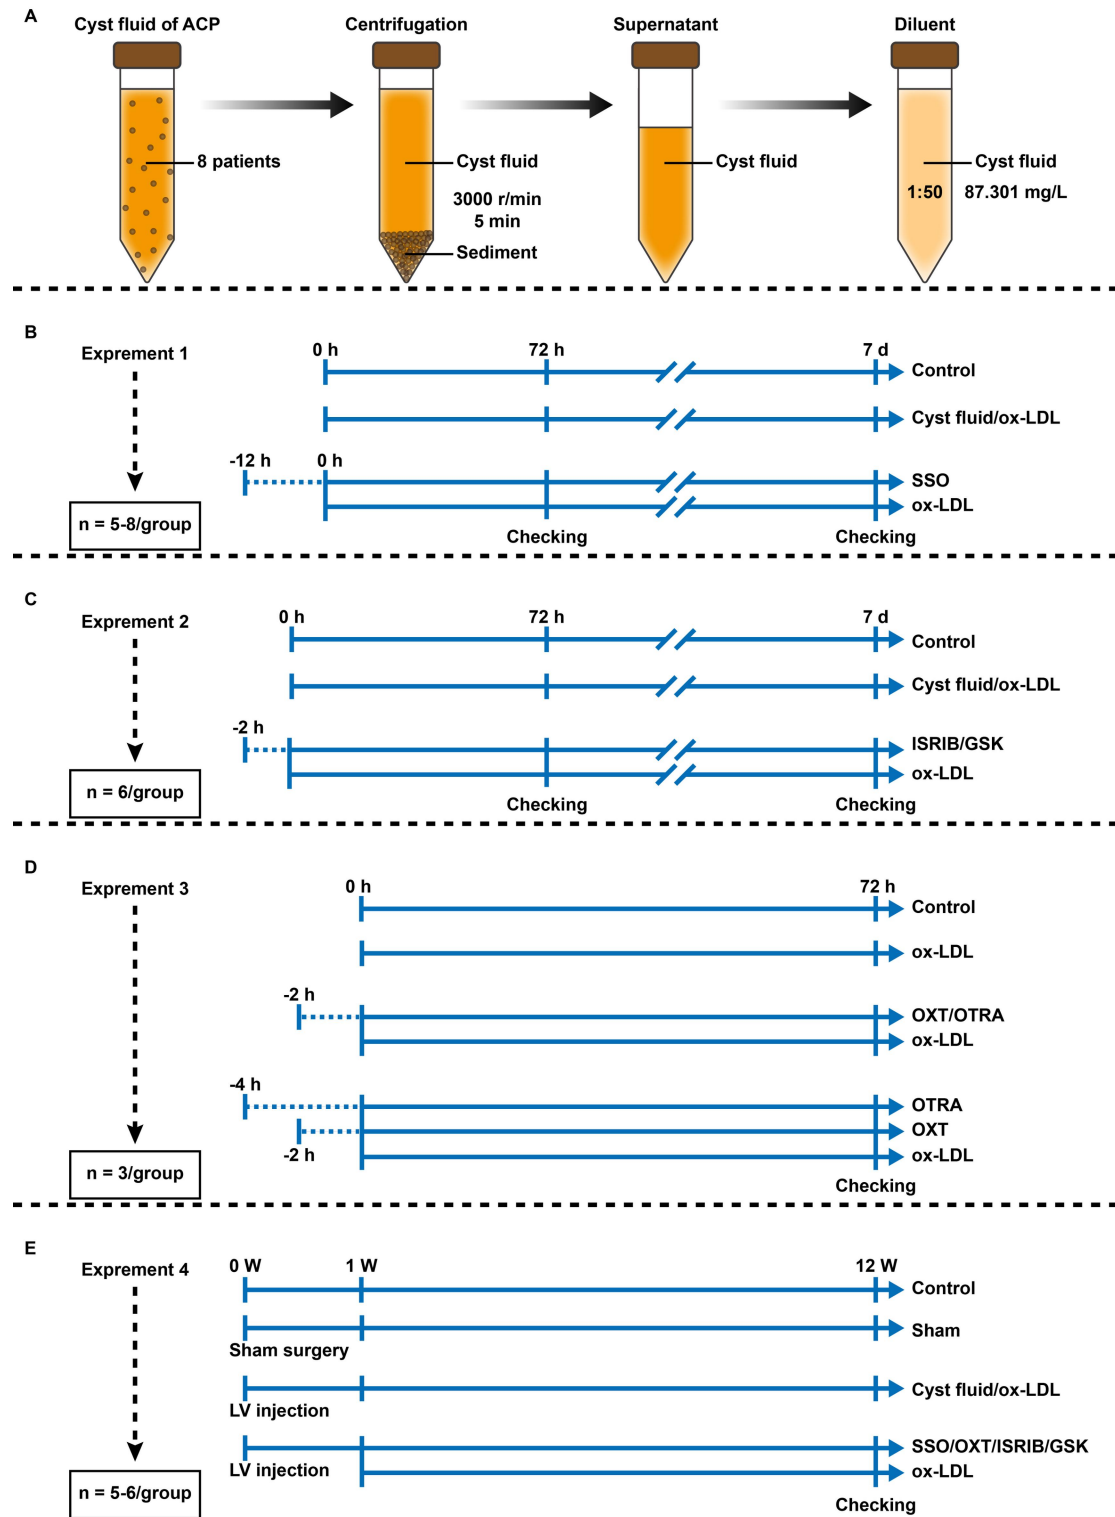 A
Cyst fluid of ACP
Centrifugation
Supernatant
Diluent
8 patients
Cyst fluid
3000 r/min
5 min
Sediment
Cyst fluid
Cyst fluid
1:50
87.301 mg/L
B
Exprement 1
0 h
72 h
7 d
Control
Cyst fluid/ox-LDL
-12 h
0 h
SSO
ox-LDL
n = 5-8/group
Checking
Checking
C
Exprement 2
0 h
72 h
7 d
Control
Cyst fluid/ox-LDL
-2 h
ISRIB/GSK
ox-LDL
n = 6/group
Checking
Checking
D
Exprement 3
0 h
72 h
Control
ox-LDL
-2 h
OXT/OTRA
ox-LDL
-4 h
OTRA
OXT
-2 h
ox-LDL
n = 3/group
Checking
E
Exprement 4
0 W
1 W
12 W
Control
Sham
Sham surgery
Cyst fluid/ox-LDL
LV injection
SSO/OXT/ISRIB/GSK
LV injection
ox-LDL
n = 5-6/group
Checking